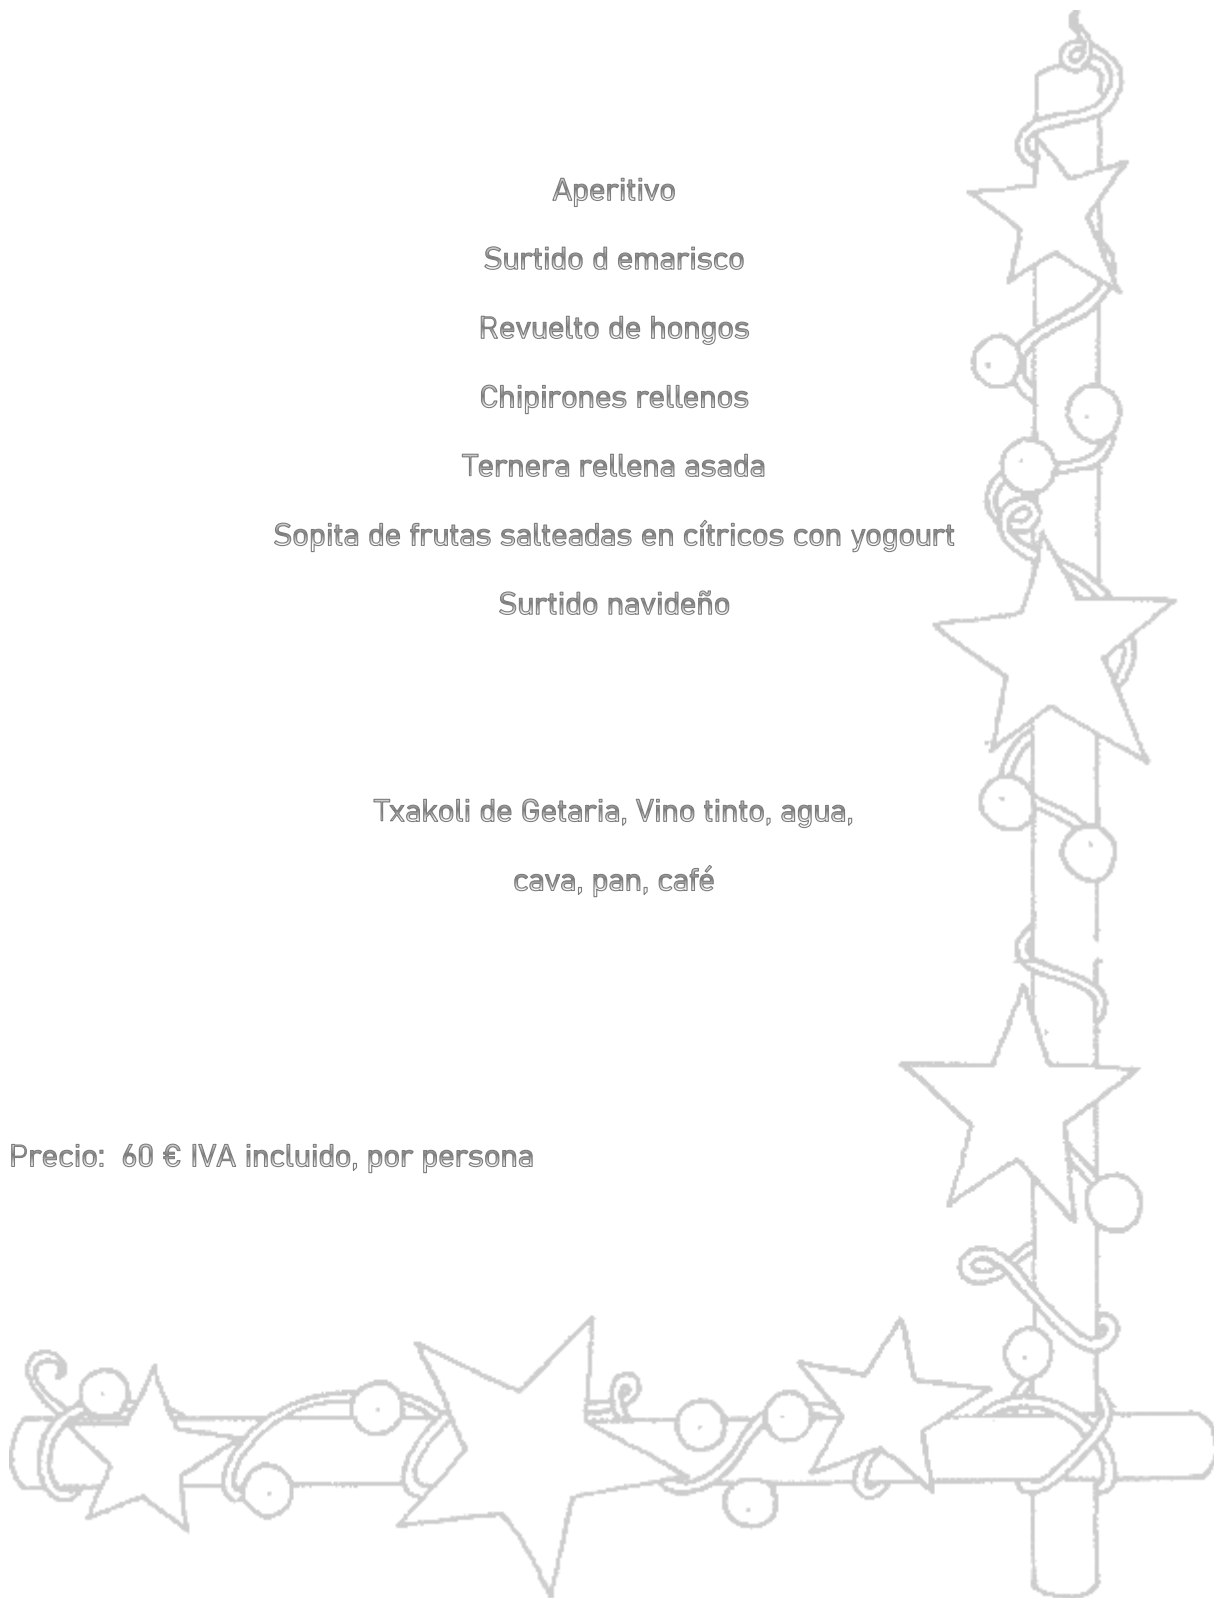 Aperitivo
Surtido d emarisco
Revuelto de hongos
Chipirones rellenos
Ternera rellena asada
Sopita de frutas salteadas en cítricos con yogourt
Surtido navideño
Txakoli de Getaria, Vino tinto, agua,
cava, pan, café
Precio:  60 € IVA incluido, por persona